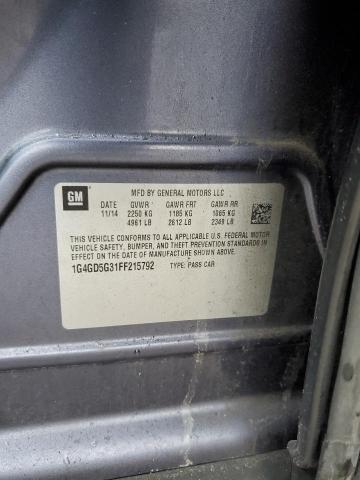 GM
MFD BY GENERAL MOTORS LLC
DATE GVWR GAWR FRT GAWR RR
11/14 2250 KG 1185 KG 1065 KG
4961 LB 2612 LB 2349 LB
THIS VEHICLE CONFORMS TO ALL APPLICABLE U.S. FEDERAL MOTOR
VEHICLE SAFETY, BUMPER, AND THEFT PREVENTION STANDARDS IN
EFFECT ON THE DATE OF MANUFACTURE SHOWN ABOVE.
1G4GD5G31FF215792 TYPE: PASS CAR